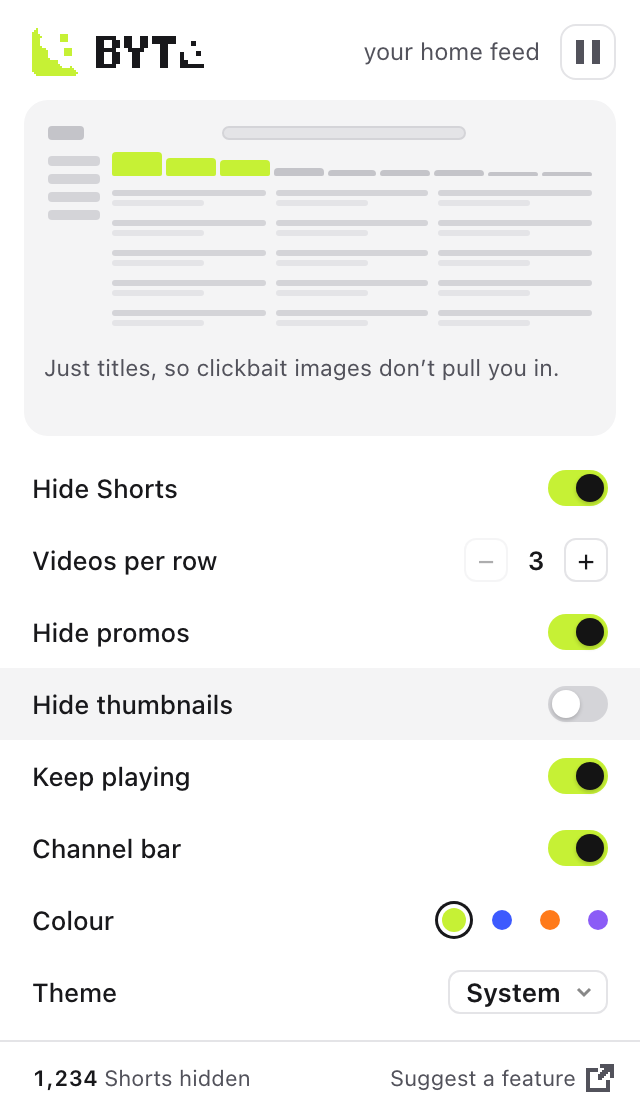 BYTE
your home feed
Just titles, so clickbait images don’t pull you in.
Hide Shorts
Videos per row
− 3 +
Hide promos
Hide thumbnails
Keep playing
Channel bar
Colour
Theme
System
1,234 Shorts hidden
Suggest a feature